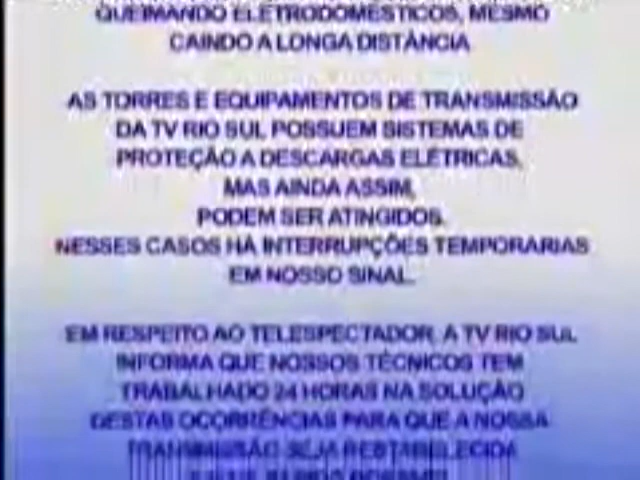 QUEIMANDO ELETRODOMÉSTICOS, MESMO
CAINDO A LONGA DISTÂNCIA
AS TORRES E EQUIPAMENTOS DE TRANSMISSÃO
DA TV RIO SUL POSSUEM SISTEMAS DE
PROTEÇÃO A DESCARGAS ELÉTRICAS,
MAS AINDA ASSIM,
PODEM SER ATINGIDOS.
NESSES CASOS HÁ INTERRUPÇÕES TEMPORARIAS
EM NOSSO SINAL.
EM RESPEITO AO TELESPECTADOR, A TV RIO SUL
INFORMA QUE NOSSOS TÉCNICOS TEM
TRABALHADO 24 HORAS NA SOLUÇÃO
DESTAS OCORRÊNCIAS PARA QUE A NOSSA
TRANSMISSÃO SEJA RESTABELECIDA